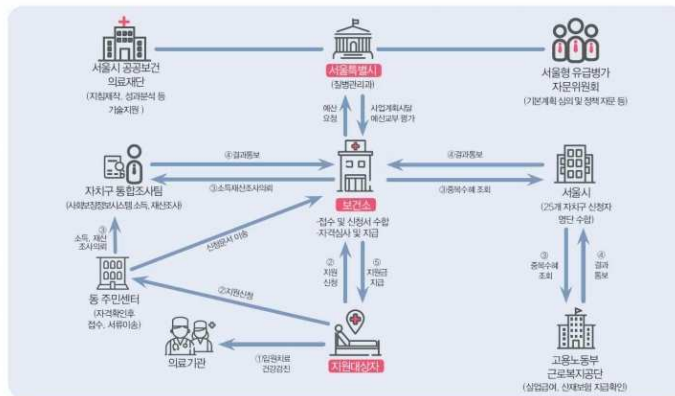 서울시 공공보건
의료재단
(지침제작, 성과분석 등
기술지원 )
서울특별시
(질병관리과)
서울형 유급병가
자문위원회
(기본계획 심의 및 정책 자문 등)
예산
요청
사업계획시달
예산교부 평가
④결과통보
④결과통보
③소득재산조사의뢰
③중복수혜 조회
자치구 통합조사팀
(사회보장정보시스템 소득, 재산조사)
보건소
-접수 및 신청서 수합
-자격심사 및 지급
서울시
(25개 자치구 신청자
명단 수합)
③
소득, 재산
조사의뢰
신청문서 이송
②
지원
신청
⑤
지원금
지급
③
중복수혜
조회
④
결과
통보
동 주민센터
(자격확인후
접수, 서류이송)
②지원신청
의료기관
①입원치료
건강검진
지원대상자
고용노동부
근로복지공단
(실업급여, 산재보험 지급확인)